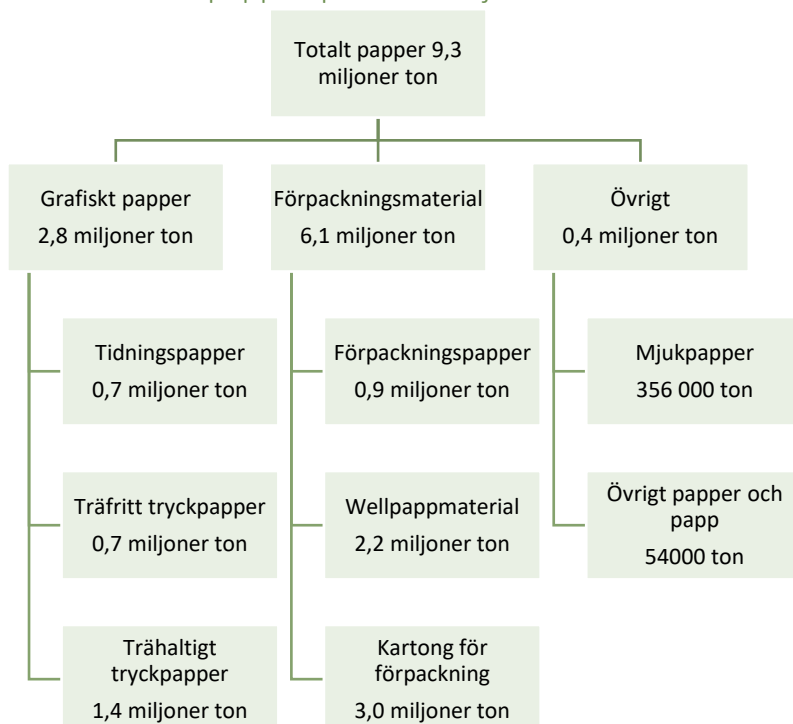 Totalt papper 9,3
miljoner ton
Grafiskt papper
2,8 miljoner ton
Förpackningsmaterial
6,1 miljoner ton
Övrigt
0,4 miljoner ton
Tidningspapper
0,7 miljoner ton
Förpackningspapper
0,9 miljoner ton
Mjukpapper
356 000 ton
Träfritt tryckpapper
0,7 miljoner ton
Wellpappmaterial
2,2 miljoner ton
Övrigt papper och
papp
54000 ton
Trähaltigt
tryckpapper
1,4 miljoner ton
Kartong för
förpackning
3,0 miljoner ton